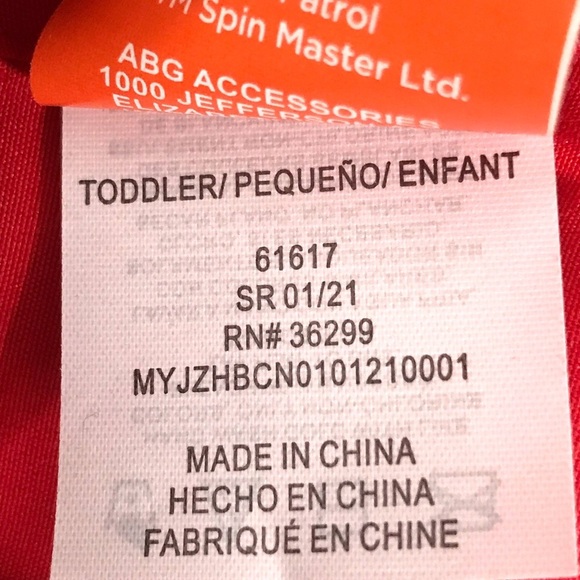 Patrol
TM Spin Master Ltd.
ABG ACCESSORIES
1000 JEFFERSON
TODDLER/ PEQUEÑO/ ENFANT
61617
SR 01/21
RN# 36299
MYJZHBCN0101210001
MADE IN CHINA
HECHO EN CHINA
FABRIQUÉ EN CHINE